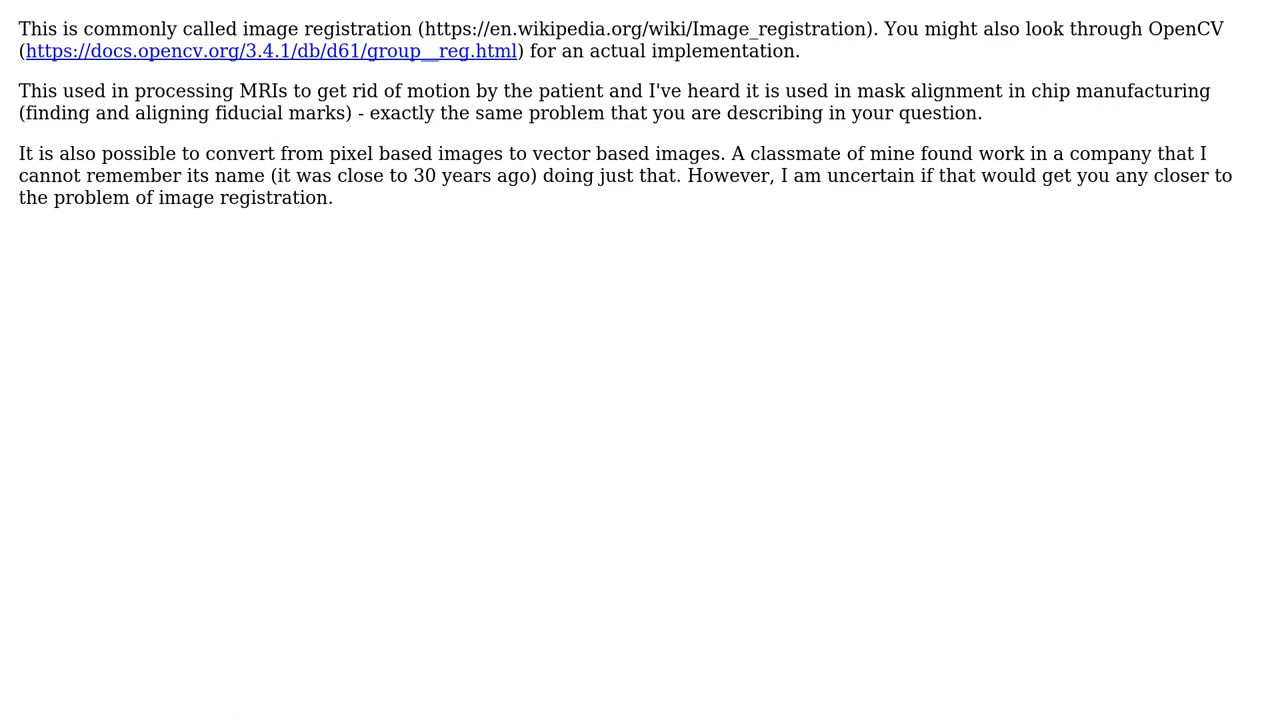 This is commonly called image registration (https://en.wikipedia.org/wiki/Image_registration). You might also look through OpenCV
(https://docs.opencv.org/3.4.1/db/d61/group__reg.html) for an actual implementation.
This used in processing MRIs to get rid of motion by the patient and I've heard it is used in mask alignment in chip manufacturing
(finding and aligning fiducial marks) - exactly the same problem that you are describing in your question.
It is also possible to convert from pixel based images to vector based images. A classmate of mine found work in a company that I
cannot remember its name (it was close to 30 years ago) doing just that. However, I am uncertain if that would get you any closer to
the problem of image registration.